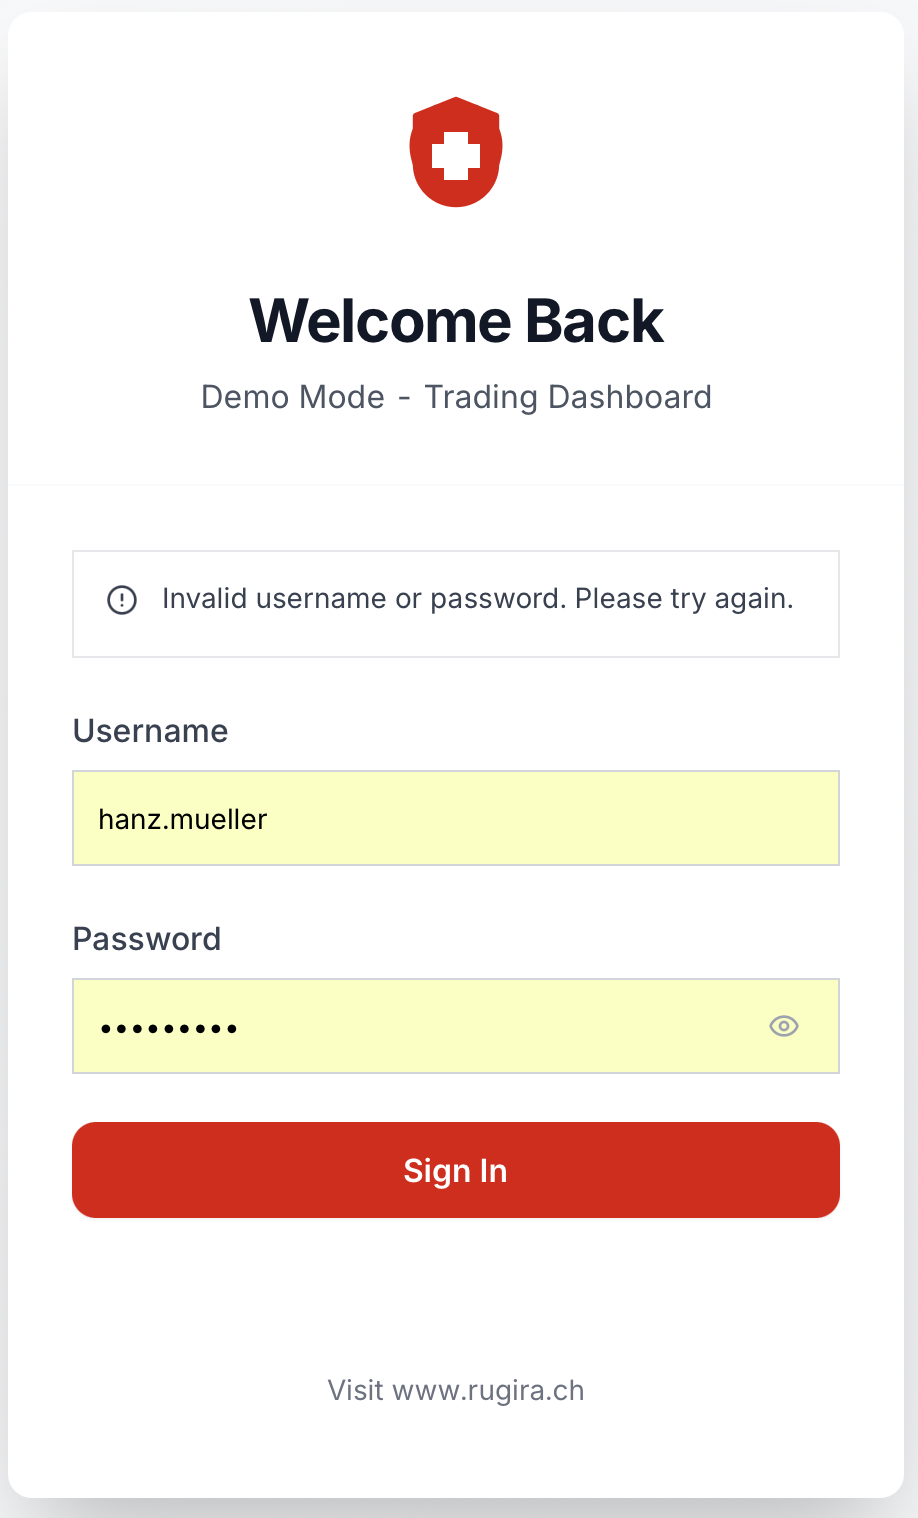 Welcome Back
Demo Mode - Trading Dashboard
Invalid username or password. Please try again.
Username
hanz.mueller
Password
•••••••••
Sign In
Visit www.rugira.ch